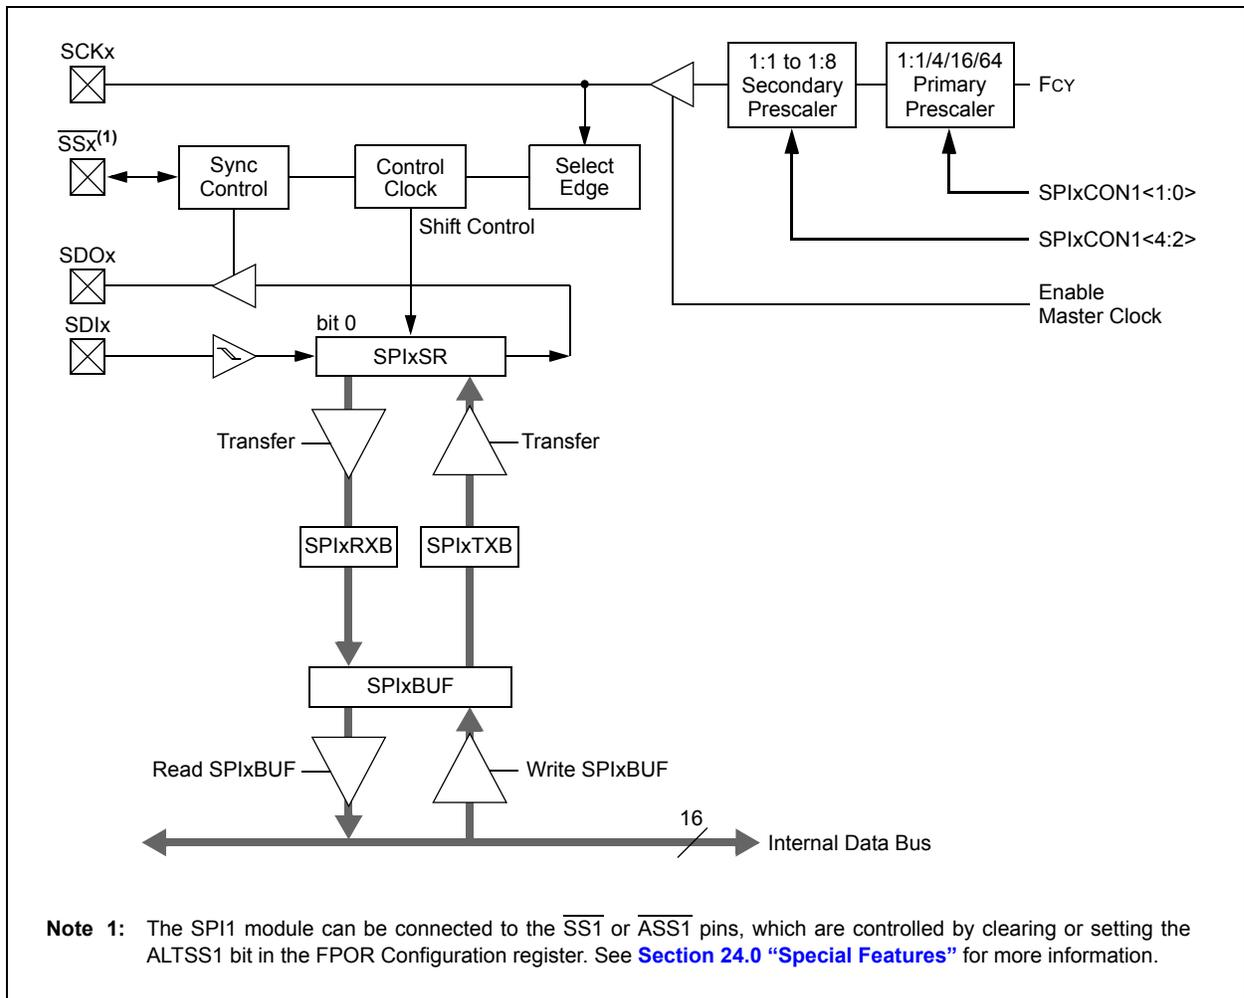 SCKx
1:1 to 1:8
Secondary
Prescaler
1:1/4/16/64
Primary
Prescaler
FCY
SSx(1)
Sync
Control
Control
Clock
Select
Edge
SPIxCON1<1:0>
Shift Control
SPIxCON1<4:2>
SDOx
Enable
Master Clock
SDIx
bit 0
SPIxSR
Transfer
Transfer
SPIxRXB
SPIxTXB
SPIxBUF
Read SPIxBUF
Write SPIxBUF
16
Internal Data Bus
Note 1: The SPI1 module can be connected to the SS1 or ASS1 pins, which are controlled by clearing or setting the
ALTSS1 bit in the FPOR Configuration register. See Section 24.0 “Special Features” for more information.